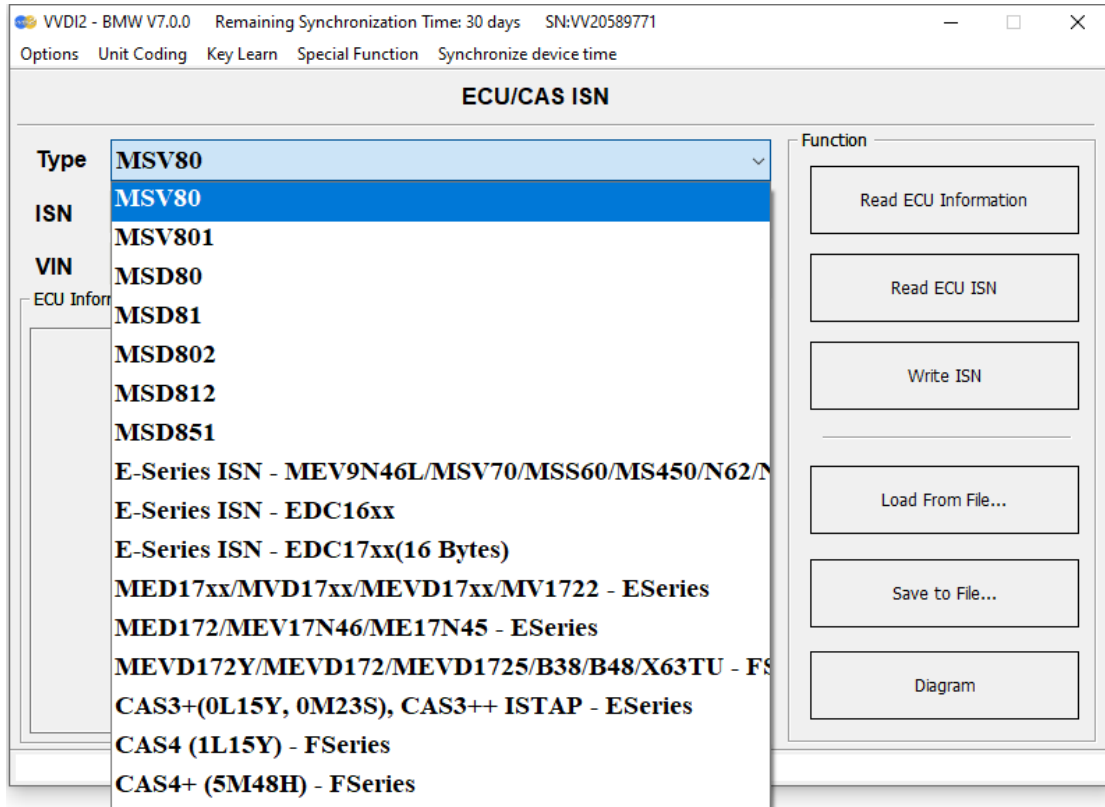 VVDI2 - BMW V7.0.0 Remaining Synchronization Time: 30 days SN:VV20589771
Options Unit Coding Key Learn Special Function Synchronize device time
ECU/CAS ISN
Type MSV80
ISN
VIN
ECU Inforr
MSV80
MSV801
MSD80
MSD81
MSD802
MSD812
MSD851
E-Series ISN - MEV9N46L/MSV70/MSS60/MS450/N62/N
E-Series ISN - EDC16xx
E-Series ISN - EDC17xx(16 Bytes)
MED17xx/MVD17xx/MEVD17xx/MV1722 - ESeries
MED172/MEV17N46/ME17N45 - ESeries
MEVD172Y/MEVD172/MEVD1725/B38/B48/X63TU - FS
CAS3+(0L15Y, 0M23S), CAS3++ ISTAP - ESeries
CAS4 (1L15Y) - FSeries
CAS4+ (5M48H) - FSeries
Function
Read ECU Information
Read ECU ISN
Write ISN
Load From File...
Save to File...
Diagram